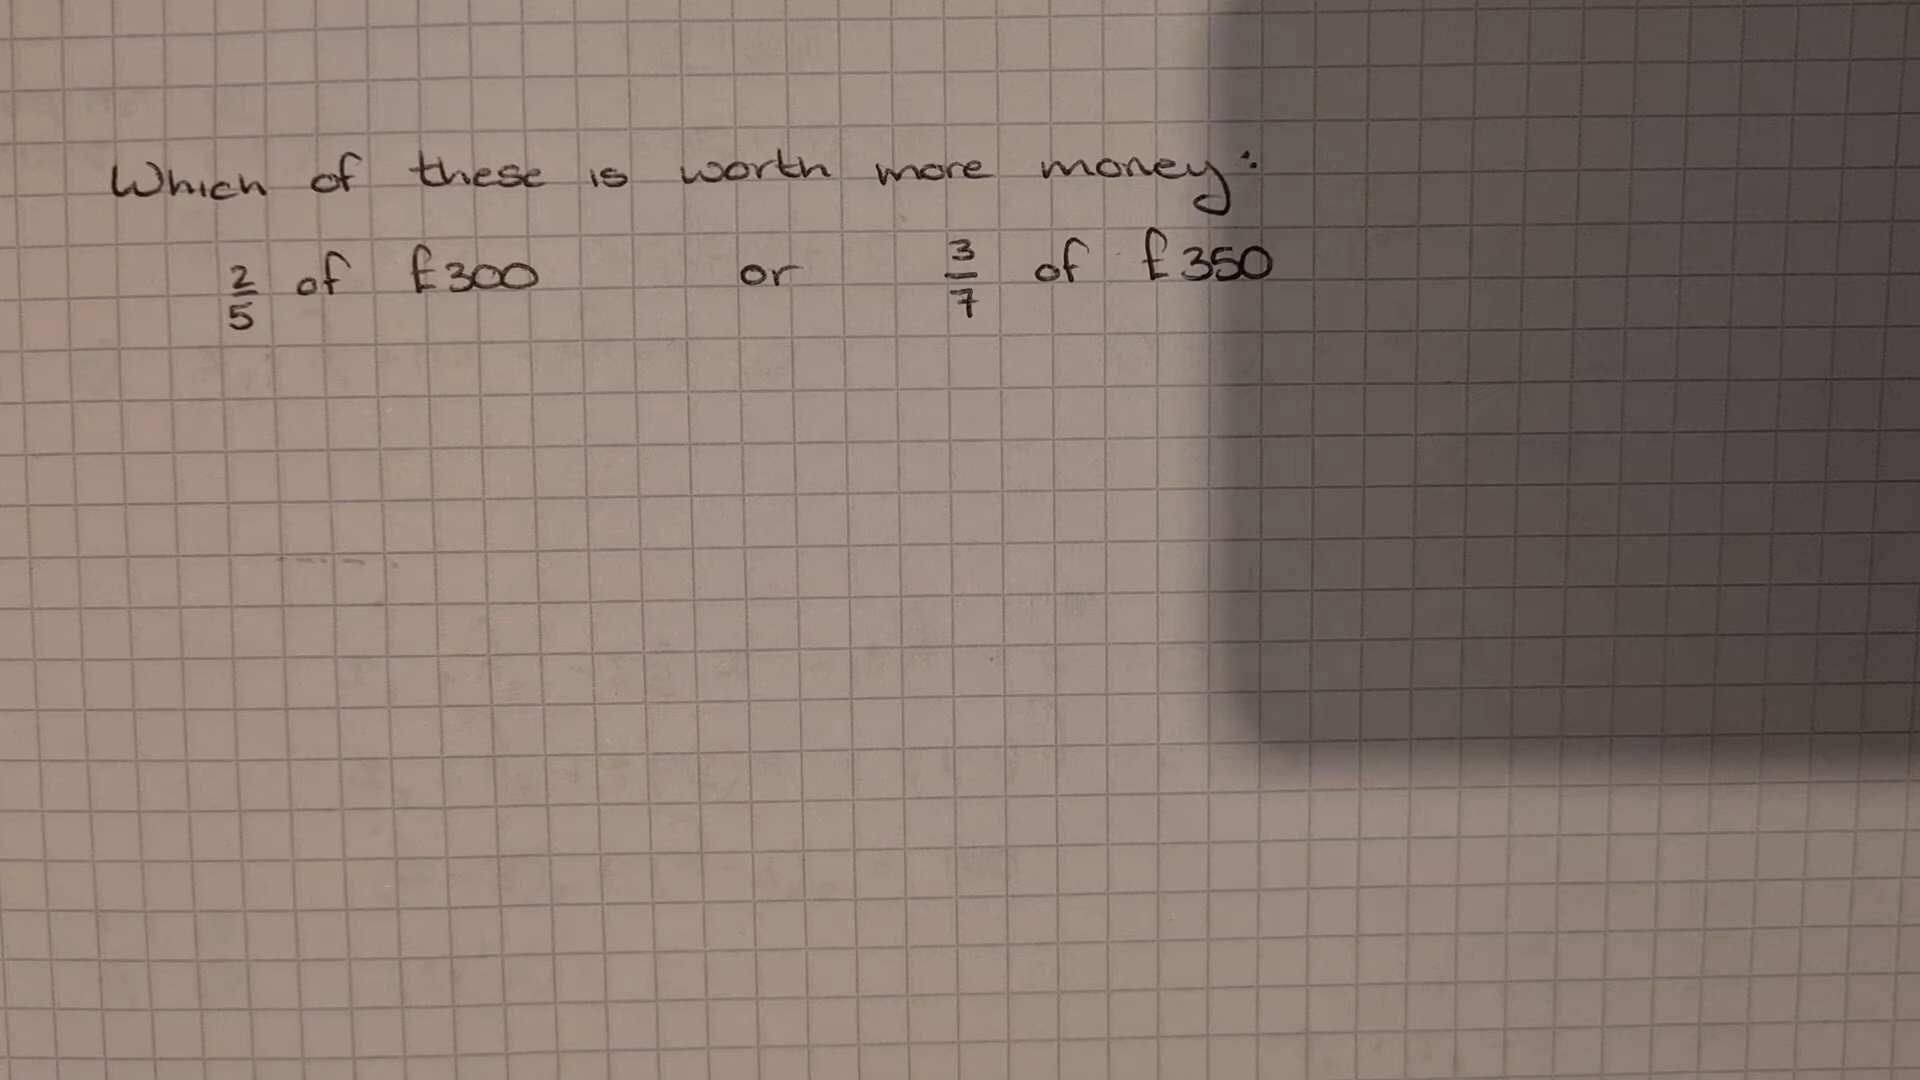 Which of these is worth more money:
2/5 of £300 or 3/7 of £350